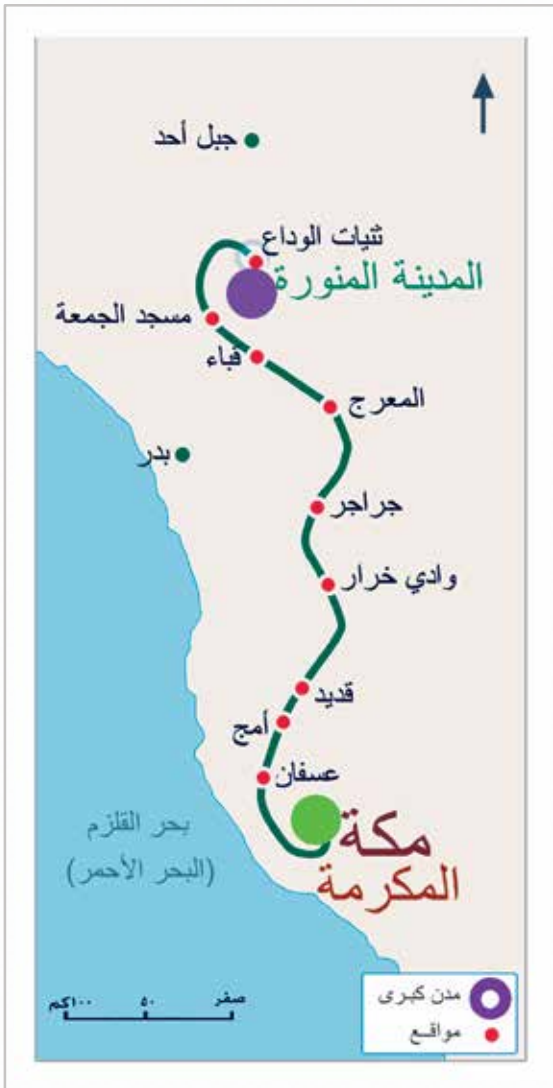 جبل أحد
ثنيات الوداع
المدينة المنورة
مسجد الجمعة
قباء
المعرج
بدر
جراجر
وادي خرار
قديد
أمج
عسفان
مكة
المكرمة
بحر القلزم
(البحر الأحمر)
صفر ٥٠ ١٠٠كم
مدن كبرى
مواقع